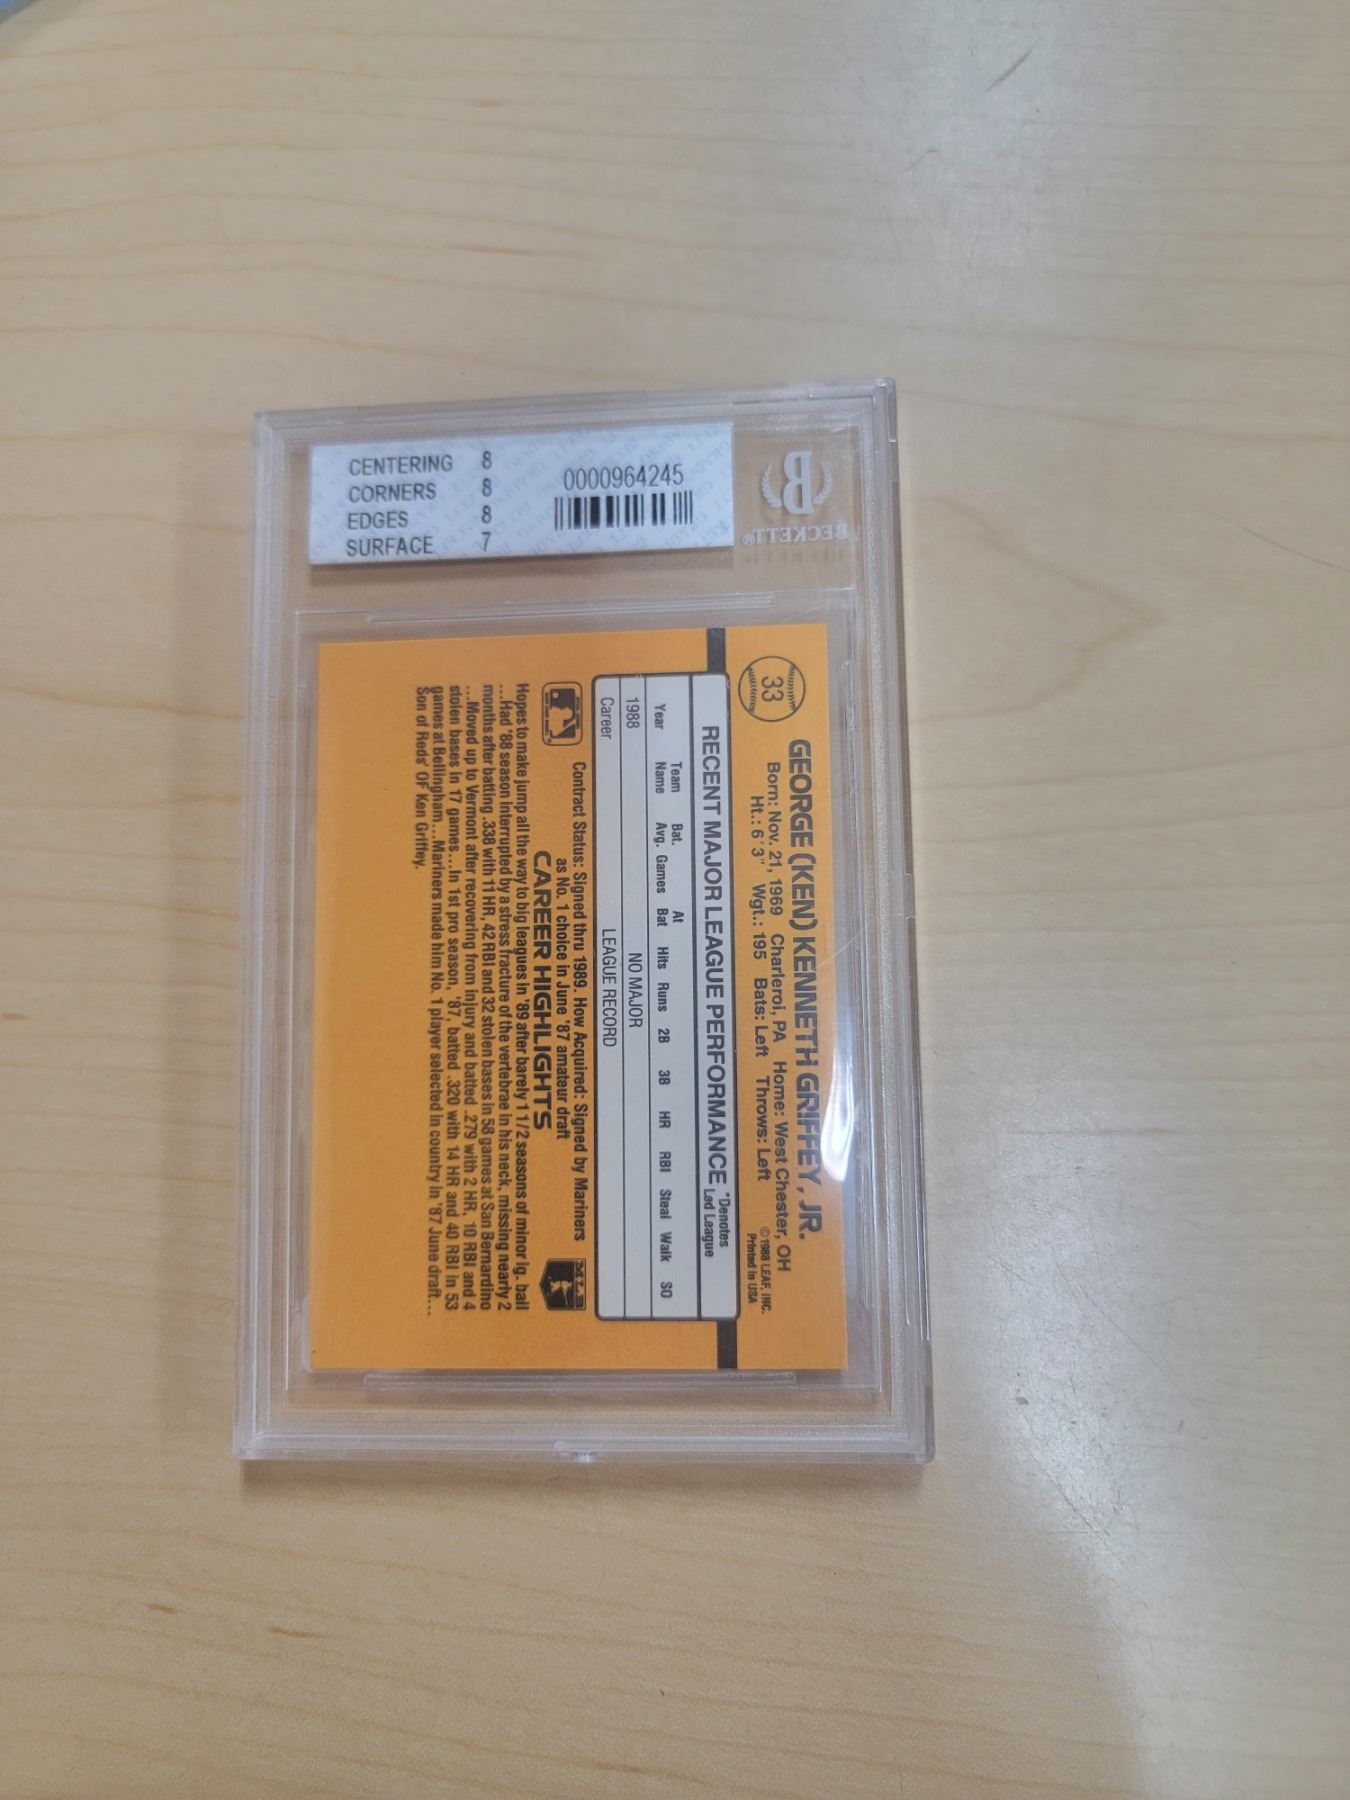 CENTERING 8
CORNERS 8
EDGES 8
SURFACE 7
0000964245
BECKETT®
33
GEORGE (KEN) KENNETH GRIFFEY, JR.
Born: Nov. 21, 1969 Charleroi, PA Home: West Chester, OH
Ht.: 6'3" Wgt.: 195 Bats: Left Throws: Left
© 1988 LEAF, INC.
Printed in USA
RECENT MAJOR LEAGUE PERFORMANCE
*Denotes
Led League
Year Team Name Bat. Avg. Games At Bat Hits Runs 2B 3B HR RBI Steal Walk SO
1988 NO MAJOR
Career LEAGUE RECORD
Contract Status: Signed thru 1989. How Acquired: Signed by Mariners
as No. 1 choice in June '87 amateur draft
CAREER HIGHLIGHTS
MLB
Hopes to make jump all the way to big leagues in '89 after barely 1 1/2 seasons of minor lg. ball
...Had '88 season interrupted by a stress fracture of the vertebrae in his neck, missing nearly 2
months after batting .338 with 11 HR, 42 RBI and 32 stolen bases in 58 games at San Bernardino
...Moved up to Vermont after recovering from injury and batted .279 with 2 HR, 10 RBI and 4
stolen bases in 17 games...In 1st pro season, '87, batted .320 with 14 HR and 40 RBI in 53
games at Bellingham...Mariners made him No. 1 player selected in country in '87 June draft...
Son of Reds' OF Ken Griffey.